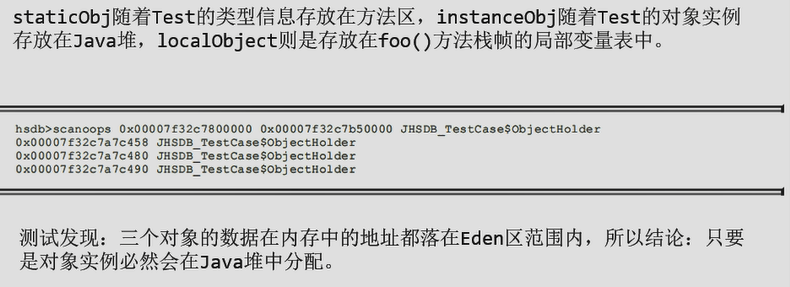 staticObj随着Test的类型信息存放在方法区，instanceObj随着Test的对象实例
存放在Java堆，localObject则是存放在foo()方法栈帧的局部变量表中。
hsdb>scanoops 0x00007f32c7800000 0x00007f32c7b50000 JHSDB_TestCase$ObjectHolder
0x00007f32c7a7c458 JHSDB_TestCase$ObjectHolder
0x00007f32c7a7c480 JHSDB_TestCase$ObjectHolder
0x00007f32c7a7c490 JHSDB_TestCase$ObjectHolder
测试发现：三个对象的数据在内存中的地址都落在Eden区范围内，所以结论：只要
是对象实例必然会在Java堆中分配。